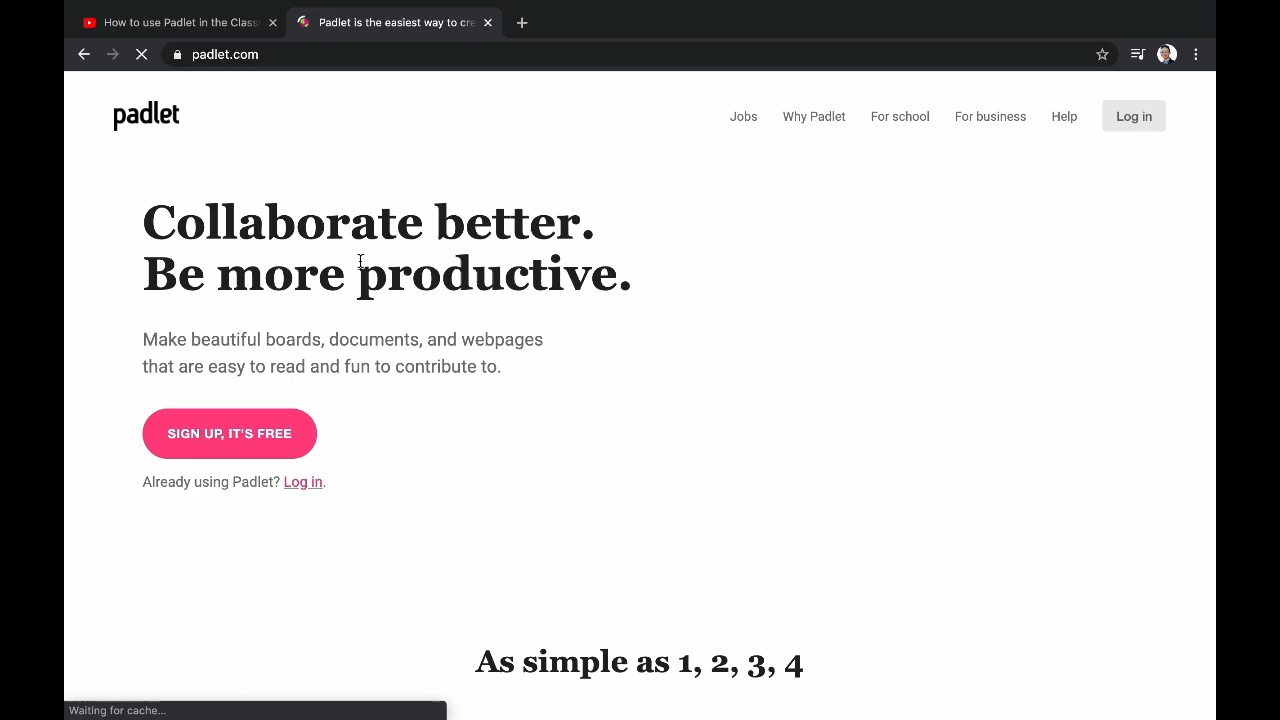 How to use Padlet in the Class
Padlet is the easiest way to cre
padlet.com
padlet
Jobs
Why Padlet
For school
For business
Help
Log in
Collaborate better.
Be more productive.
Make beautiful boards, documents, and webpages
that are easy to read and fun to contribute to.
SIGN UP, IT'S FREE
Already using Padlet? Log in.
As simple as 1, 2, 3, 4
Waiting for cache...